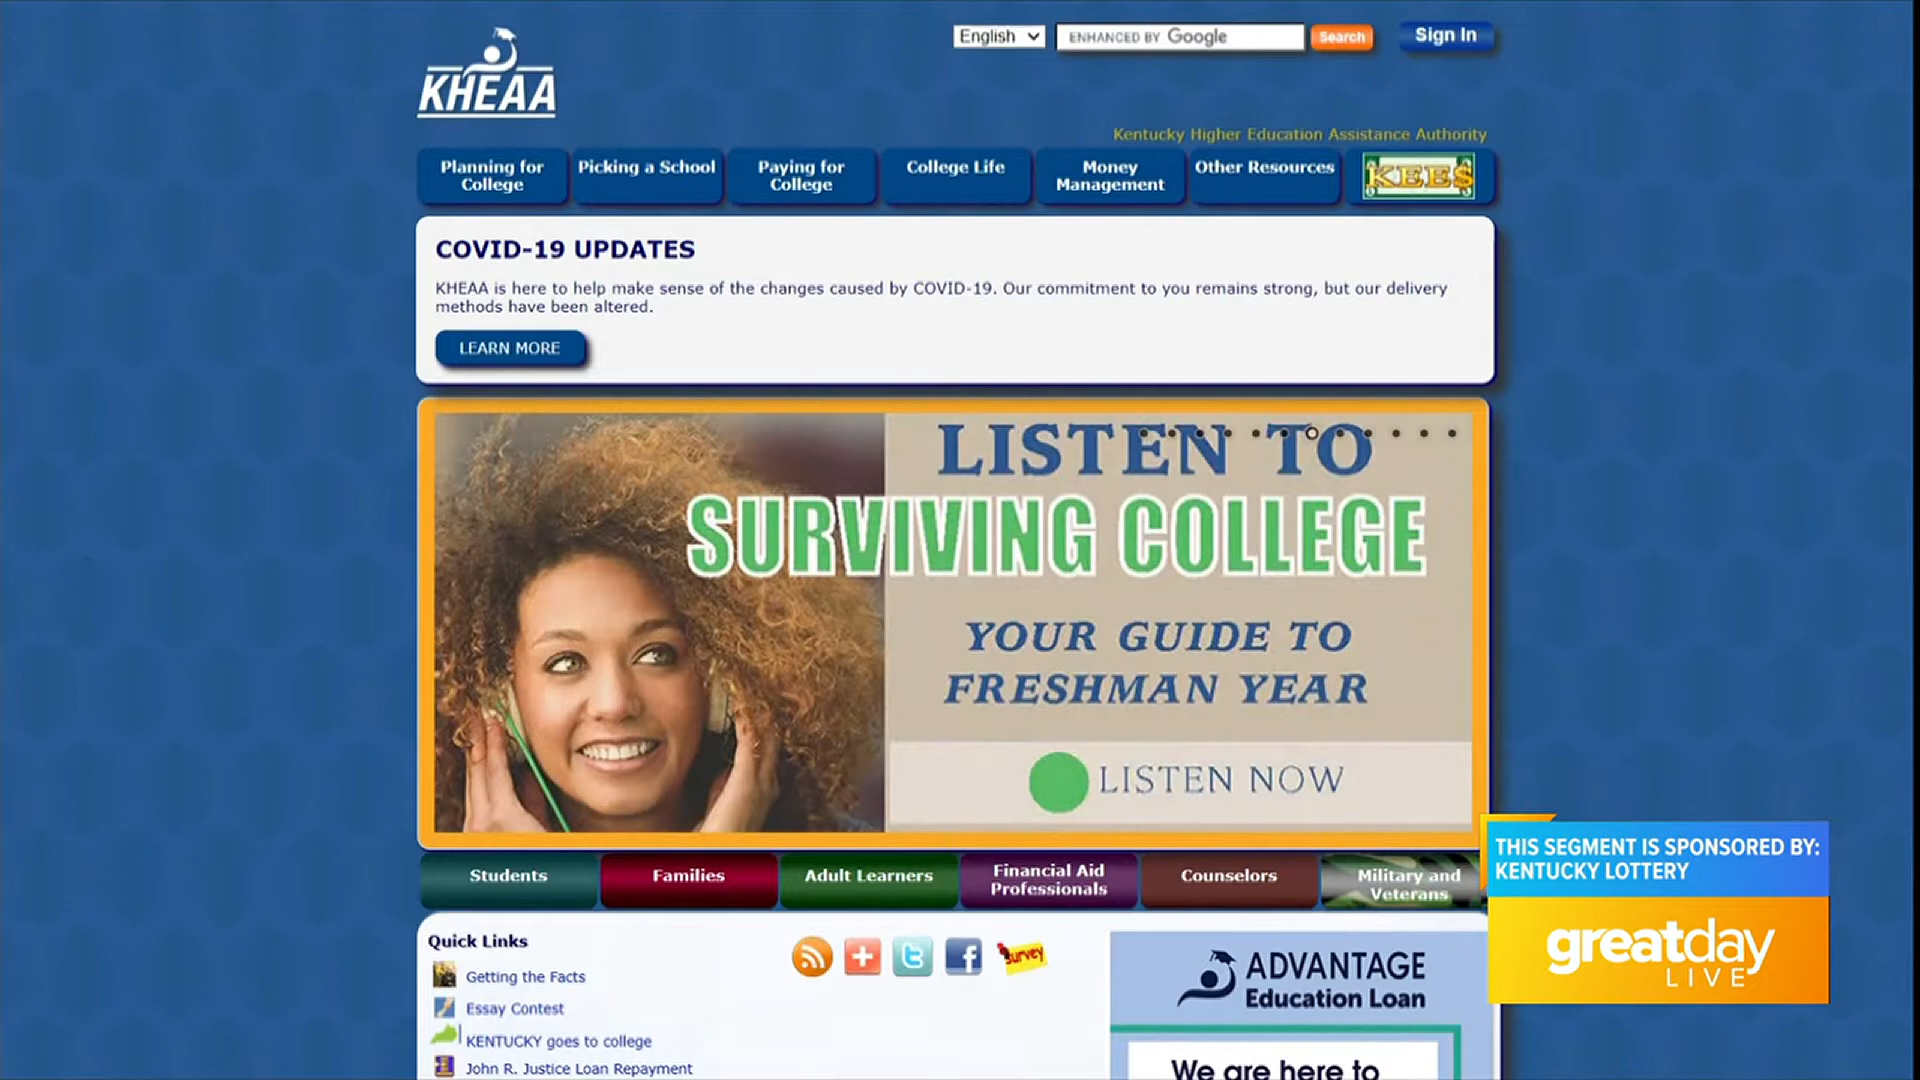 English
ENHANCED BY Google
Search
Sign In
KHEAA
Kentucky Higher Education Assistance Authority
Planning for
College
Picking a School
Paying for
College
College Life
Money
Management
Other Resources
KEES
COVID-19 UPDATES
KHEAA is here to help make sense of the changes caused by COVID-19. Our commitment to you remains strong, but our delivery
methods have been altered.
LEARN MORE
LISTEN TO
SURVIVING COLLEGE
YOUR GUIDE TO
FRESHMAN YEAR
LISTEN NOW
Students
Families
Adult Learners
Financial Aid
Professionals
Counselors
Military and
Veterans
THIS SEGMENT IS SPONSORED BY:
KENTUCKY LOTTERY
greatday
LIVE
Quick Links
Getting the Facts
Essay Contest
KENTUCKY goes to college
John R. Justice Loan Repayment
Survey
ADVANTAGE
Education Loan
We are here to